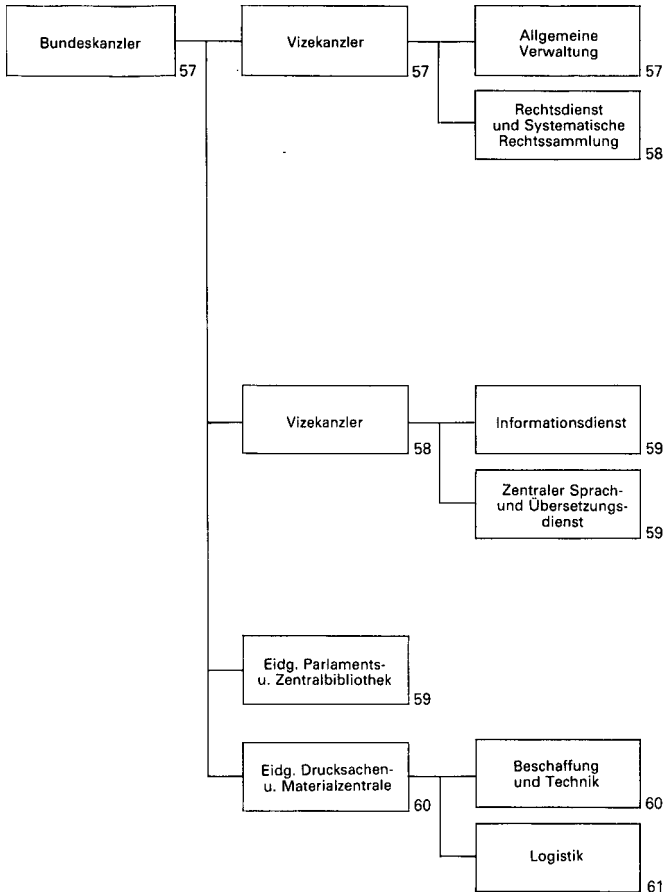 Bundeskanzler
57
Vizekanzler
57
Allgemeine
Verwaltung
57
Rechtsdienst
und Systematische
Rechtssammlung
58
Vizekanzler
58
Informationsdienst
59
Zentraler Sprach-
und Übersetzungs-
dienst
59
Eidg. Parlaments-
u. Zentralbibliothek
59
Eidg. Drucksachen-
u. Materialzentrale
60
Beschaffung
und Technik
60
Logistik
61